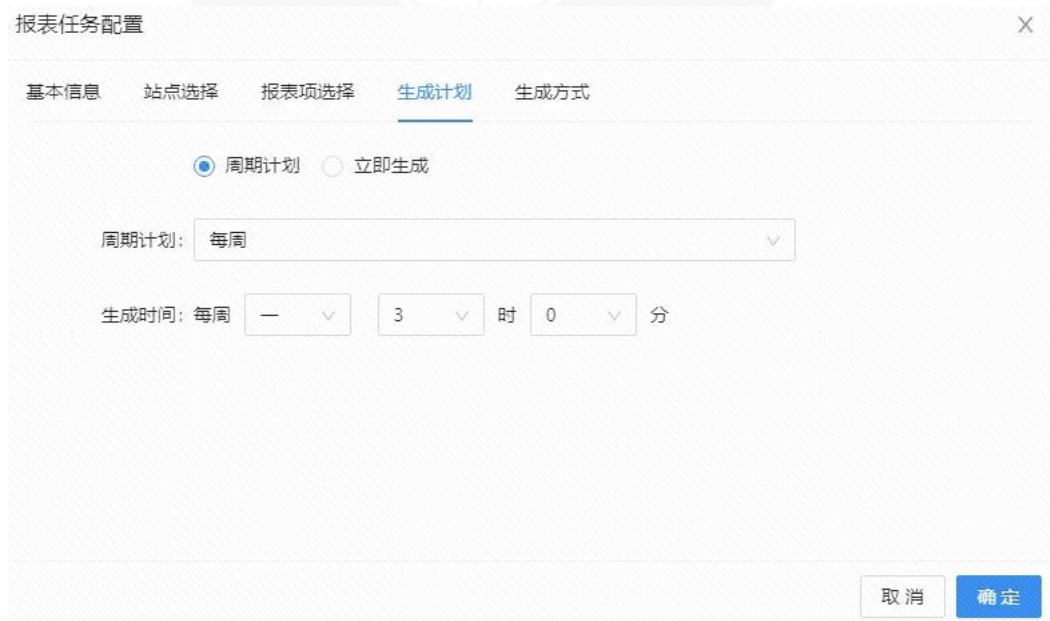 报表任务配置
基本信息 站点选择 报表项选择 生成计划 生成方式
周期计划 立即生成
周期计划: 每周
生成时间: 每周 一 3 时 0 分
取消 确定